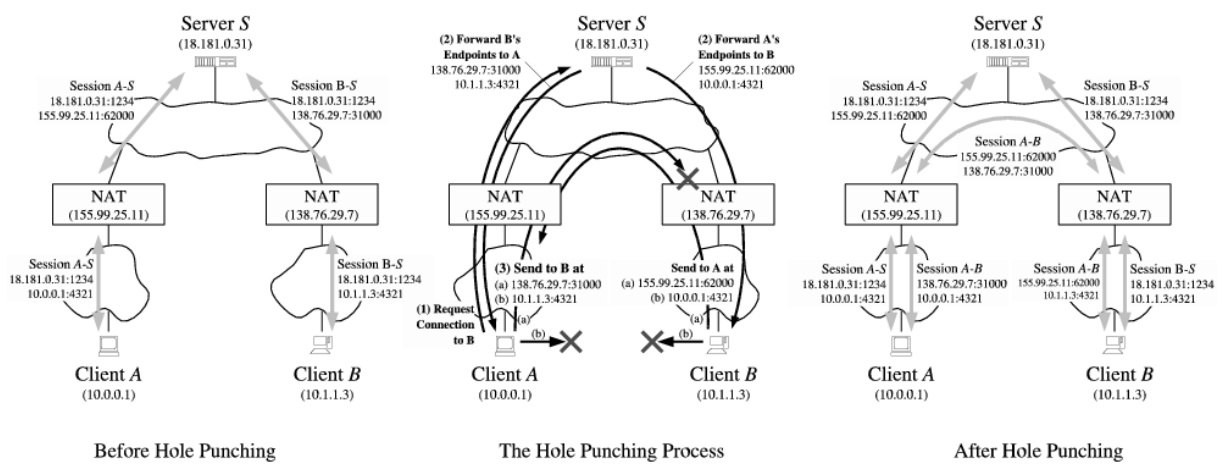 Server S
(18.181.0.31)
Session A-S
18.181.0.31:1234
155.99.25.11:62000
Session B-S
18.181.0.31:1234
138.76.29.7:31000
NAT
(155.99.25.11)
NAT
(138.76.29.7)
Session A-S
18.181.0.31:1234
10.0.0.1:4321
Session B-S
18.181.0.31:1234
10.1.1.3:4321
Client A
(10.0.0.1)
Client B
(10.1.1.3)
Before Hole Punching
(2) Forward B's
Endpoints to A
138.76.29.7:31000
10.1.1.3:4321
Server S
(18.181.0.31)
(2) Forward A's
Endpoints to B
155.99.25.11:62000
10.0.0.1:4321
NAT
(155.99.25.11)
NAT
(138.76.29.7)
(3) Send to B at
(a) 138.76.29.7:31000
(b) 10.1.1.3:4321
Send to A at
(a) 155.99.25.11:62000
(b) 10.0.0.1:4321
(1) Request
Connection
to B
(a)
(b)
(a)
(b)
Client A
(10.0.0.1)
Client B
(10.1.1.3)
The Hole Punching Process
Server S
(18.181.0.31)
Session A-S
18.181.0.31:1234
155.99.25.11:62000
Session B-S
18.181.0.31:1234
138.76.29.7:31000
Session A-B
155.99.25.11:62000
138.76.29.7:31000
NAT
(155.99.25.11)
NAT
(138.76.29.7)
Session A-S
18.181.0.31:1234
10.0.0.1:4321
Session A-B
138.76.29.7:31000
10.0.0.1:4321
Session A-B
155.99.25.11:62000
10.1.1.3:4321
Session B-S
18.181.0.31:1234
10.1.1.3:4321
Client A
(10.0.0.1)
Client B
(10.1.1.3)
After Hole Punching